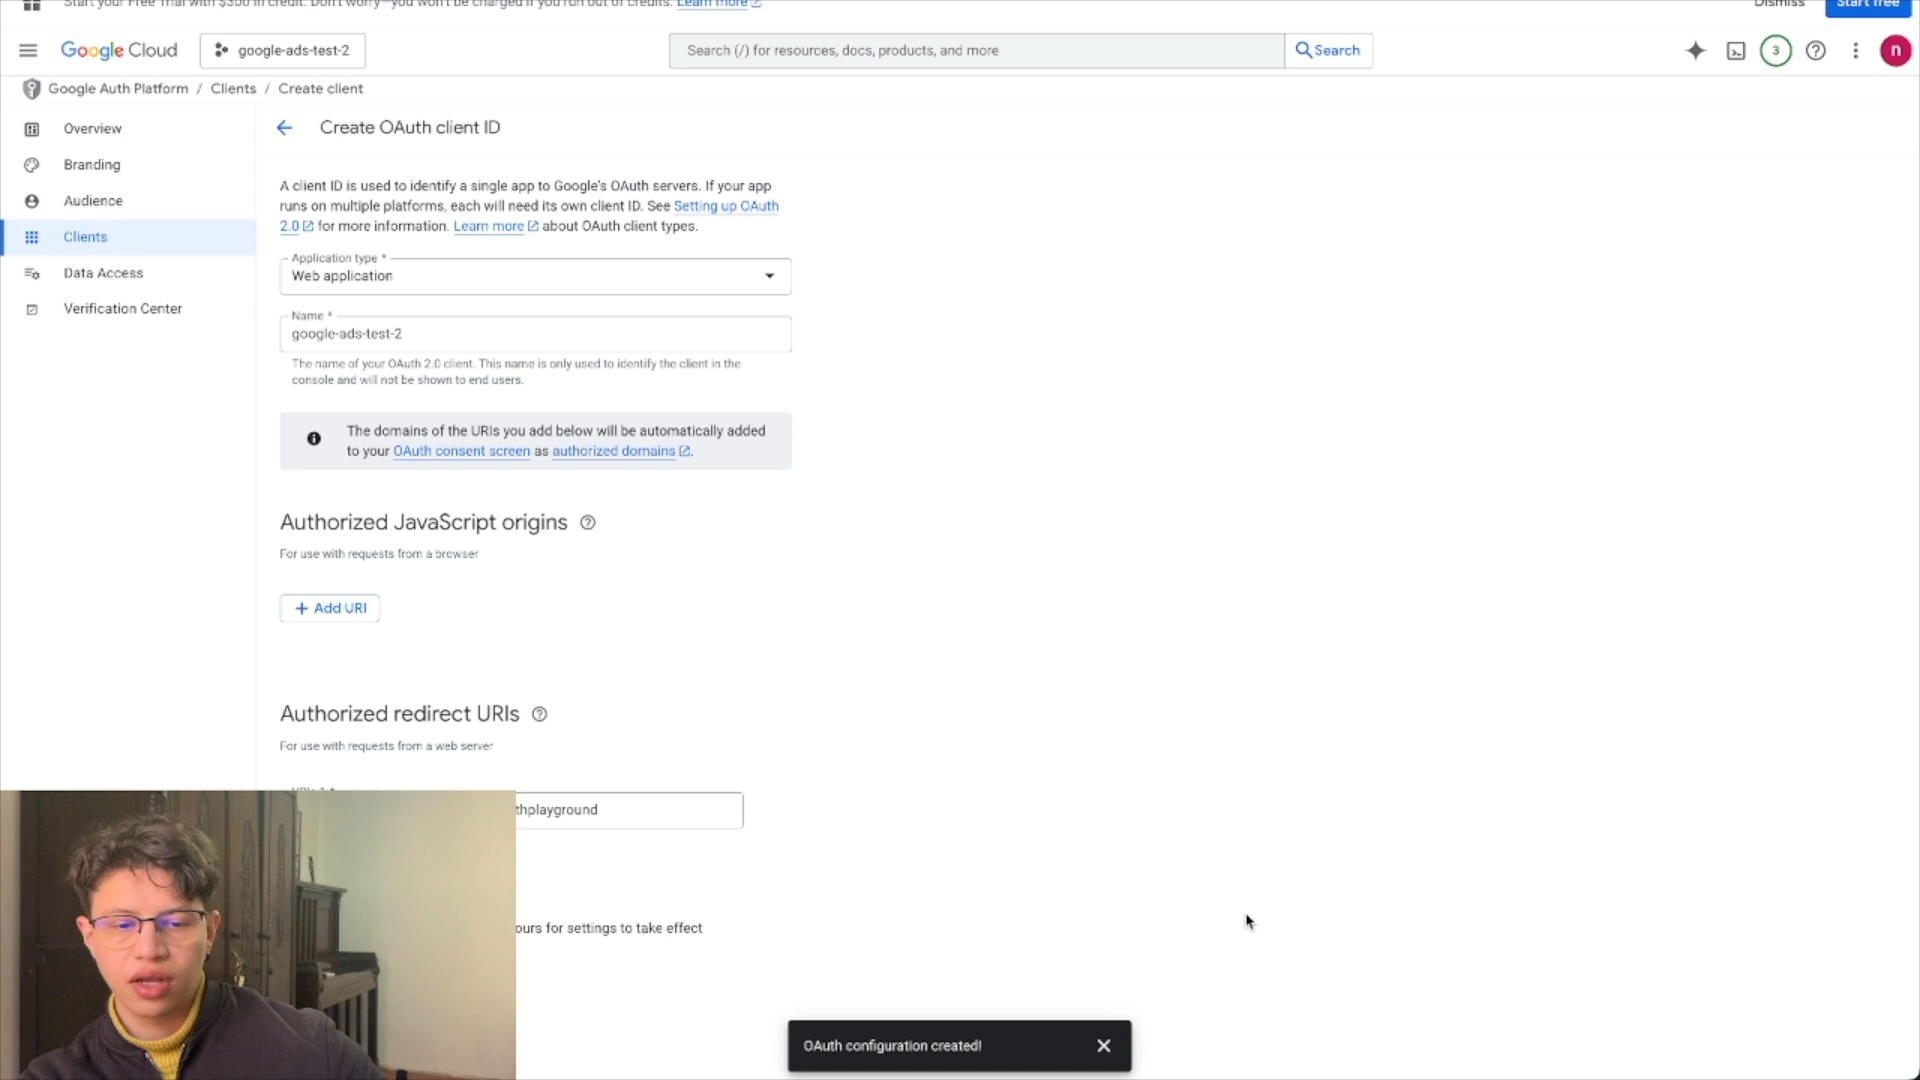 Start your Free Trial with $300 in credit. Don't worry—you won't be charged if you run out of credits. Learn more
Dismiss
Start free
Google Cloud
google-ads-test-2
Search (/) for resources, docs, products, and more
Search
3
n
Google Auth Platform / Clients / Create client
Overview
Branding
Audience
Clients
Data Access
Verification Center
Create OAuth client ID
A client ID is used to identify a single app to Google's OAuth servers. If your app
runs on multiple platforms, each will need its own client ID. See Setting up OAuth
2.0 for more information. Learn more about OAuth client types.
Application type *
Web application
Name *
google-ads-test-2
The name of your OAuth 2.0 client. This name is only used to identify the client in the
console and will not be shown to end users.
The domains of the URIs you add below will be automatically added
to your OAuth consent screen as authorized domains.
Authorized JavaScript origins
For use with requests from a browser
+ Add URI
Authorized redirect URIs
For use with requests from a web server
thplayground
ours for settings to take effect
OAuth configuration created!